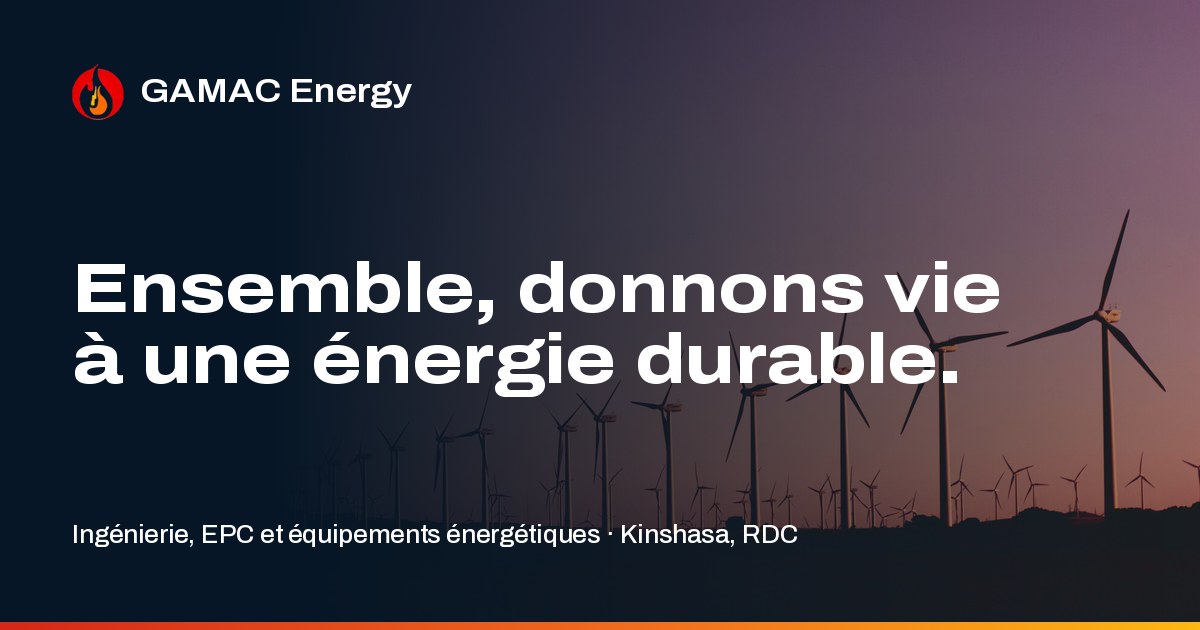 GAMAC Energy
Ensemble, donnons vie
à une énergie durable.
Ingénierie, EPC et équipements énergétiques · Kinshasa, RDC